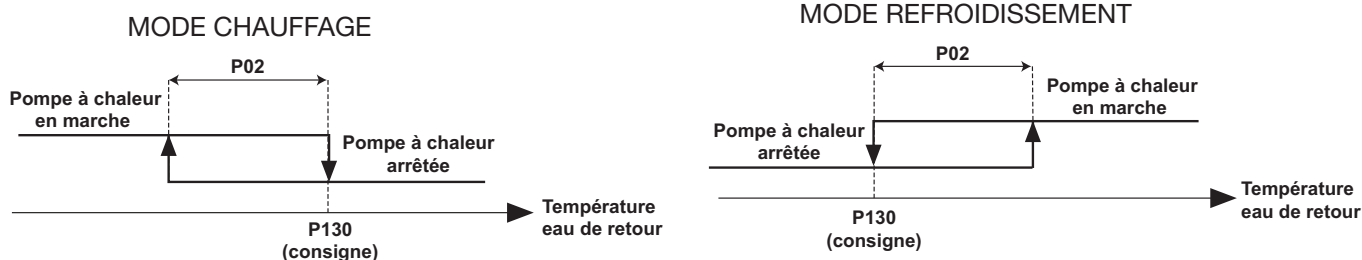 MODE CHAUFFAGE
P02
Pompe à chaleur
en marche
Pompe à chaleur
arrêtée
Température
eau de retour
P130
(consigne)
MODE REFROIDISSEMENT
P02
Pompe à chaleur
en marche
Pompe à chaleur
arrêtée
Température
eau de retour
P130
(consigne)